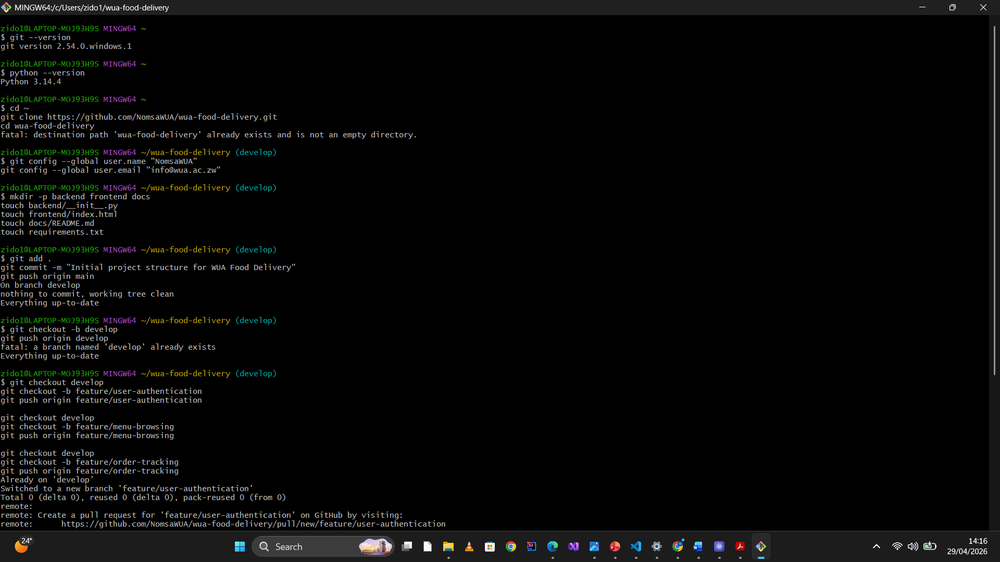 MINGW64:/c/Users/zido1/wua-food-delivery
zido1@LAPTOP-MOJ93H9S MINGW64 ~
$ git --version
git version 2.54.0.windows.1
zido1@LAPTOP-MOJ93H9S MINGW64 ~
$ python --version
Python 3.14.4
zido1@LAPTOP-MOJ93H9S MINGW64 ~
$ cd ~
git clone https://github.com/NomsaWUA/wua-food-delivery.git
cd wua-food-delivery
fatal: destination path 'wua-food-delivery' already exists and is not an empty directory.
zido1@LAPTOP-MOJ93H9S MINGW64 ~/wua-food-delivery (develop)
$ git config --global user.name "NomsaWUA"
git config --global user.email "info@wua.ac.zw"
zido1@LAPTOP-MOJ93H9S MINGW64 ~/wua-food-delivery (develop)
$ mkdir -p backend frontend docs
touch backend/__init__.py
touch frontend/index.html
touch docs/README.md
touch requirements.txt
zido1@LAPTOP-MOJ93H9S MINGW64 ~/wua-food-delivery (develop)
$ git add .
git commit -m "Initial project structure for WUA Food Delivery"
git push origin main
On branch develop
nothing to commit, working tree clean
Everything up-to-date
zido1@LAPTOP-MOJ93H9S MINGW64 ~/wua-food-delivery (develop)
$ git checkout -b develop
git push origin develop
fatal: a branch named 'develop' already exists
Everything up-to-date
zido1@LAPTOP-MOJ93H9S MINGW64 ~/wua-food-delivery (develop)
$ git checkout develop
git checkout -b feature/user-authentication
git push origin feature/user-authentication
git checkout develop
git checkout -b feature/menu-browsing
git push origin feature/menu-browsing
git checkout develop
git checkout -b feature/order-tracking
git push origin feature/order-tracking
Already on 'develop'
Switched to a new branch 'feature/user-authentication'
Total 0 (delta 0), reused 0 (delta 0), pack-reused 0 (from 0)
remote:
remote: Create a pull request for 'feature/user-authentication' on GitHub by visiting:
remote:      https://github.com/NomsaWUA/wua-food-delivery/pull/new/feature/user-authentication
24°
Search
14:16
29/04/2026